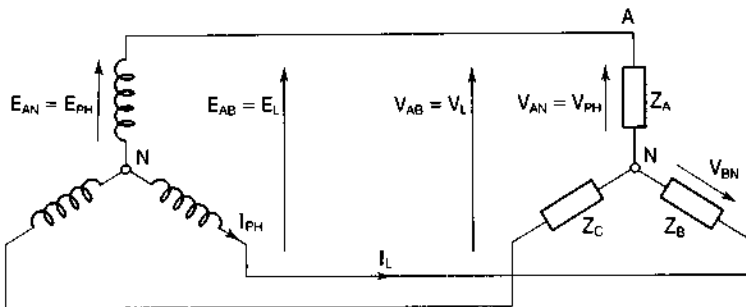 A
E_AN = E_PH
E_AB = E_L
V_AB = V_L
V_AN = V_PH
Z_A
N
N
V_BN
I_PH
Z_C
Z_B
I_L